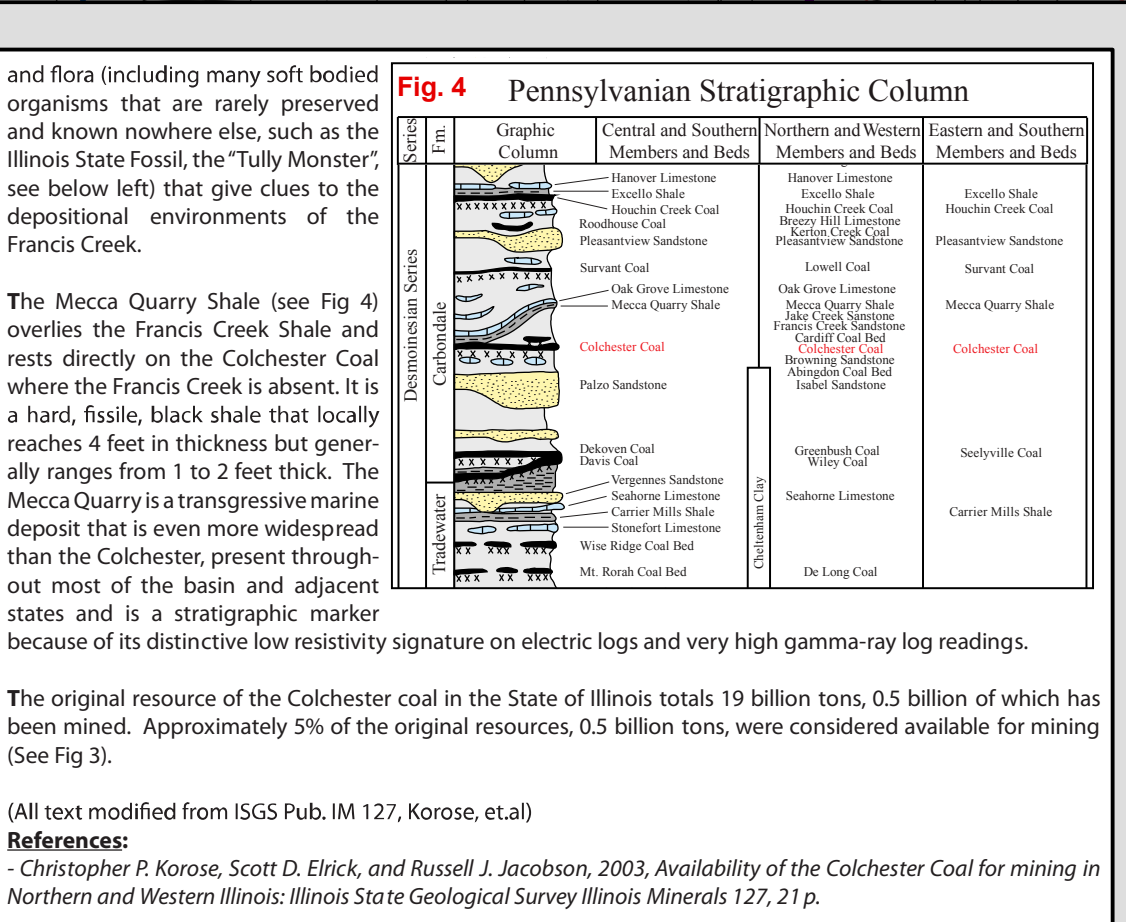 and flora (including many soft bodied
organisms that are rarely preserved
and known nowhere else, such as the
Illinois State Fossil, the “Tully Monster”,
see below left) that give clues to the
depositional environments of the
Francis Creek.
The Mecca Quarry Shale (see Fig 4)
overlies the Francis Creek Shale and
rests directly on the Colchester Coal
where the Francis Creek is absent. It is
a hard, fissile, black shale that locally
reaches 4 feet in thickness but gener-
ally ranges from 1 to 2 feet thick. The
Mecca Quarry is a transgressive marine
deposit that is even more widespread
than the Colchester, present through-
out most of the basin and adjacent
states and is a stratigraphic marker
because of its distinctive low resistivity signature on electric logs and very high gamma-ray log readings.
Fig. 4 Pennsylvanian Stratigraphic Column
Series
Fm.
Graphic
Column
Central and Southern
Members and Beds
Northern and Western
Members and Beds
Eastern and Southern
Members and Beds
Desmoinesian Series
Carbondale
Tradewater
Hanover Limestone
Excello Shale
Houchin Creek Coal
Roodhouse Coal
Pleasantview Sandstone
Survant Coal
Oak Grove Limestone
Mecca Quarry Shale
Colchester Coal
Palzo Sandstone
Dekoven Coal
Davis Coal
Vergennes Sandstone
Seahorne Limestone
Carrier Mills Shale
Stonefort Limestone
Wise Ridge Coal Bed
Mt. Rorah Coal Bed
Cheltenham Clay
Hanover Limestone
Excello Shale
Houchin Creek Coal
Breezy Hill Limestone
Kerton Creek Coal
Pleasantview Sandstone
Lowell Coal
Oak Grove Limestone
Mecca Quarry Shale
Jake Creek Sanstone
Francis Creek Sandstone
Cardiff Coal Bed
Colchester Coal
Browning Sandstone
Abingdon Coal Bed
Isabel Sandstone
Greenbush Coal
Wiley Coal
Seahorne Limestone
De Long Coal
Excello Shale
Houchin Creek Coal
Pleasantview Sandstone
Survant Coal
Mecca Quarry Shale
Colchester Coal
Seelyville Coal
Carrier Mills Shale
The original resource of the Colchester coal in the State of Illinois totals 19 billion tons, 0.5 billion of which has
been mined. Approximately 5% of the original resources, 0.5 billion tons, were considered available for mining
(See Fig 3).
(All text modified from ISGS Pub. IM 127, Korose, et.al)
References:
- Christopher P. Korose, Scott D. Elrick, and Russell J. Jacobson, 2003, Availability of the Colchester Coal for mining in
Northern and Western Illinois: Illinois State Geological Survey Illinois Minerals 127, 21 p.